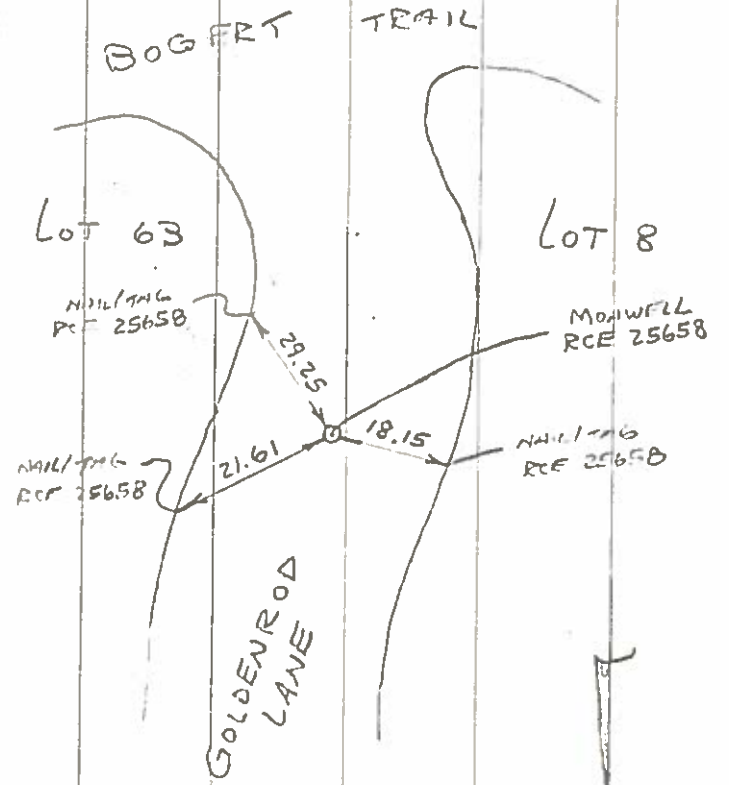 BOGERT TRAIL
LOT 63
LOT 8
NAIL/TAG
RCE 25658
MONWELL
RCE 25658
29.25
18.15
21.61
NAIL/TAG
RCE 25658
NAIL/TAG
RCE 25658
GOLDENROD
LANE